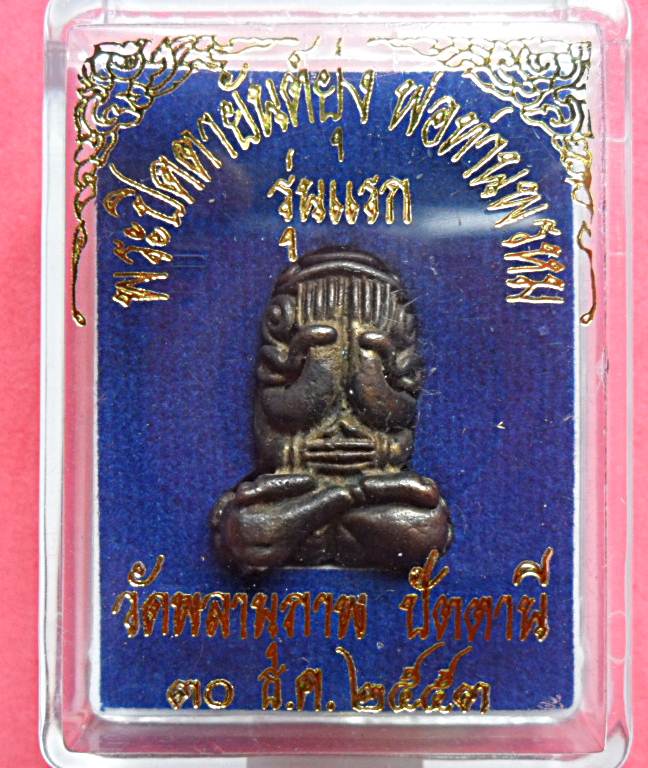 พระปิดตายันต์ยุ่ง พ่อท่านพรหม
รุ่นแรก
วัดพลานุภาพ ปัตตานี
๓๐ ธ.ค. ๒๕๕๓